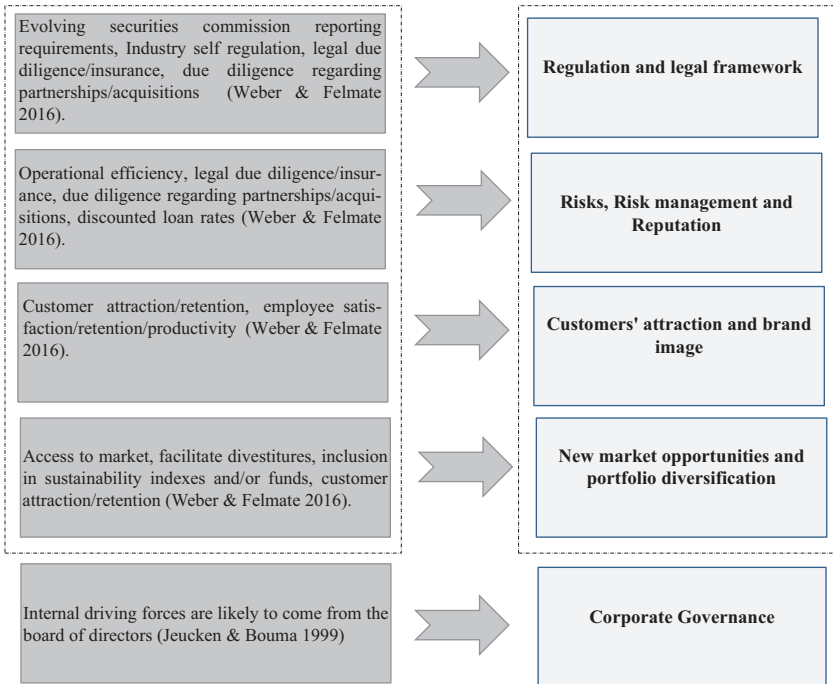 Evolving securities commission reporting
requirements, Industry self regulation, legal due
diligence/insurance, due diligence regarding
partnerships/acquisitions (Weber & Felmate
2016).
Regulation and legal framework
Operational efficiency, legal due diligence/insur-
ance, due diligence regarding partnerships/acqui-
sitions, discounted loan rates (Weber & Felmate
2016).
Risks, Risk management and
Reputation
Customer attraction/retention, employee satis-
faction/retention/productivity (Weber & Felmate
2016).
Customers' attraction and brand
image
Access to market, facilitate divestitures, inclusion
in sustainability indexes and/or funds, customer
attraction/retention (Weber & Felmate 2016).
New market opportunities and
portfolio diversification
Internal driving forces are likely to come from the
board of directors (Jeucken & Bouma 1999)
Corporate Governance